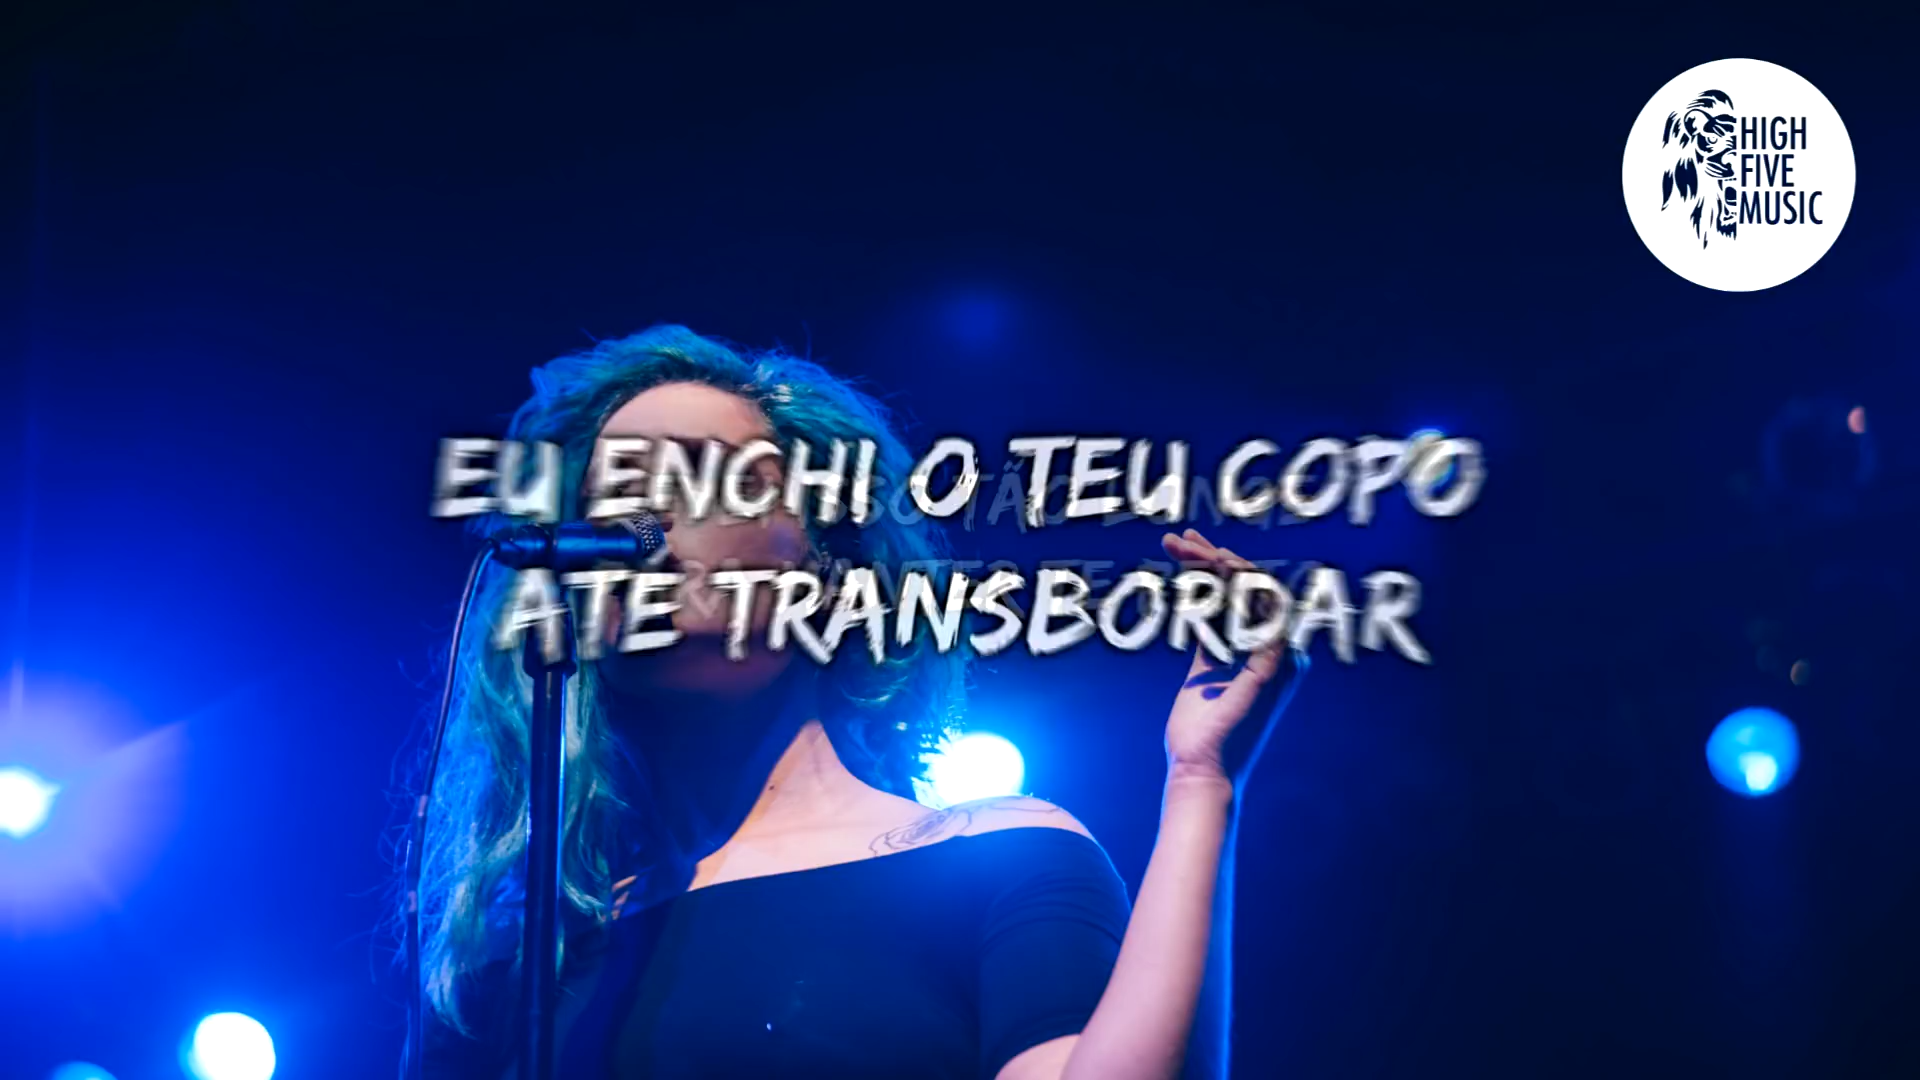 HIGH
FIVE
MUSIC
EU ENCHI O TEU COPO
ATÉ TRANSBORDAR